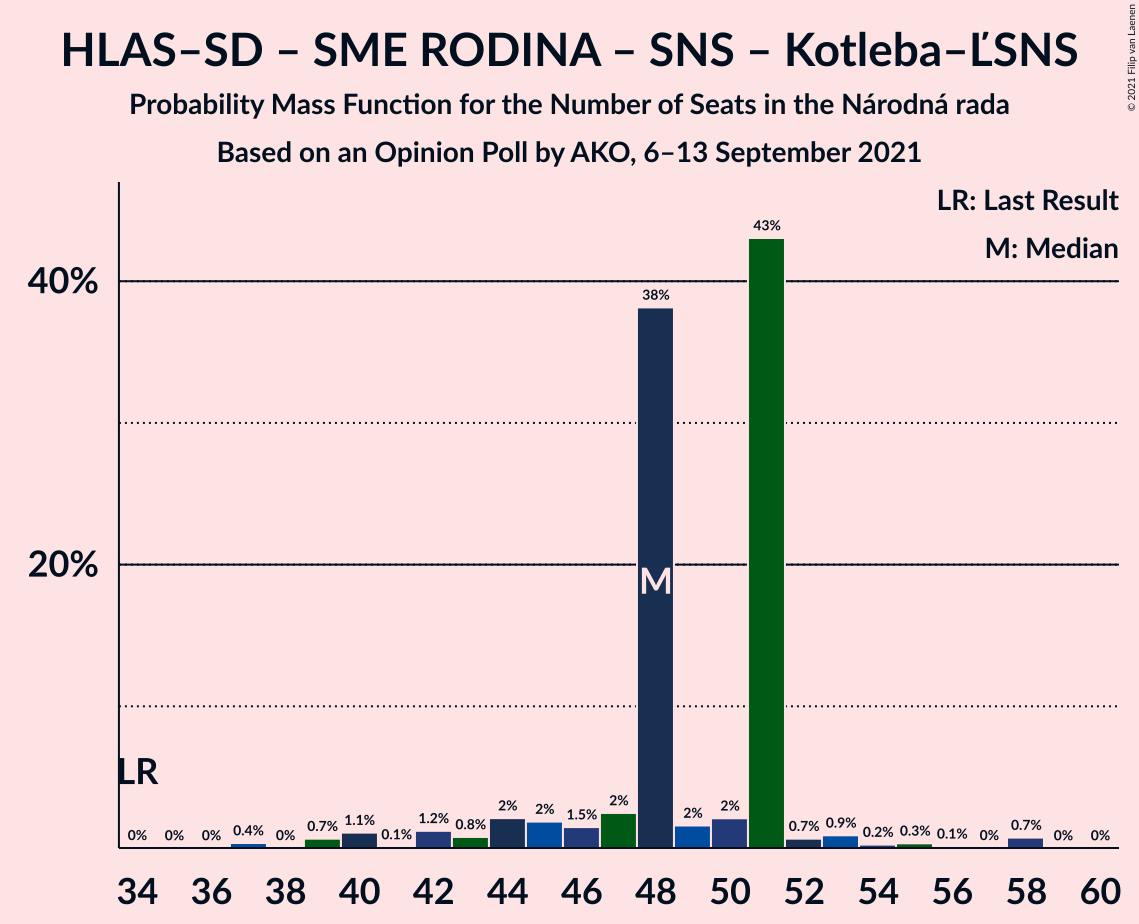 © 2021 Filip van Laenen
HLAS–SD – SME RODINA – SNS – Kotleba–ĽSNS
Probability Mass Function for the Number of Seats in the Národná rada
Based on an Opinion Poll by AKO, 6–13 September 2021
LR: Last Result
M: Median
40%
20%
43%
38%
M
LR
0% 0% 0% 0.4% 0% 0.7% 1.1% 0.1% 1.2% 0.8% 2% 2% 1.5% 2% 2% 2% 0.7% 0.9% 0.2% 0.3% 0.1% 0% 0.7% 0% 0%
34 36 38 40 42 44 46 48 50 52 54 56 58 60